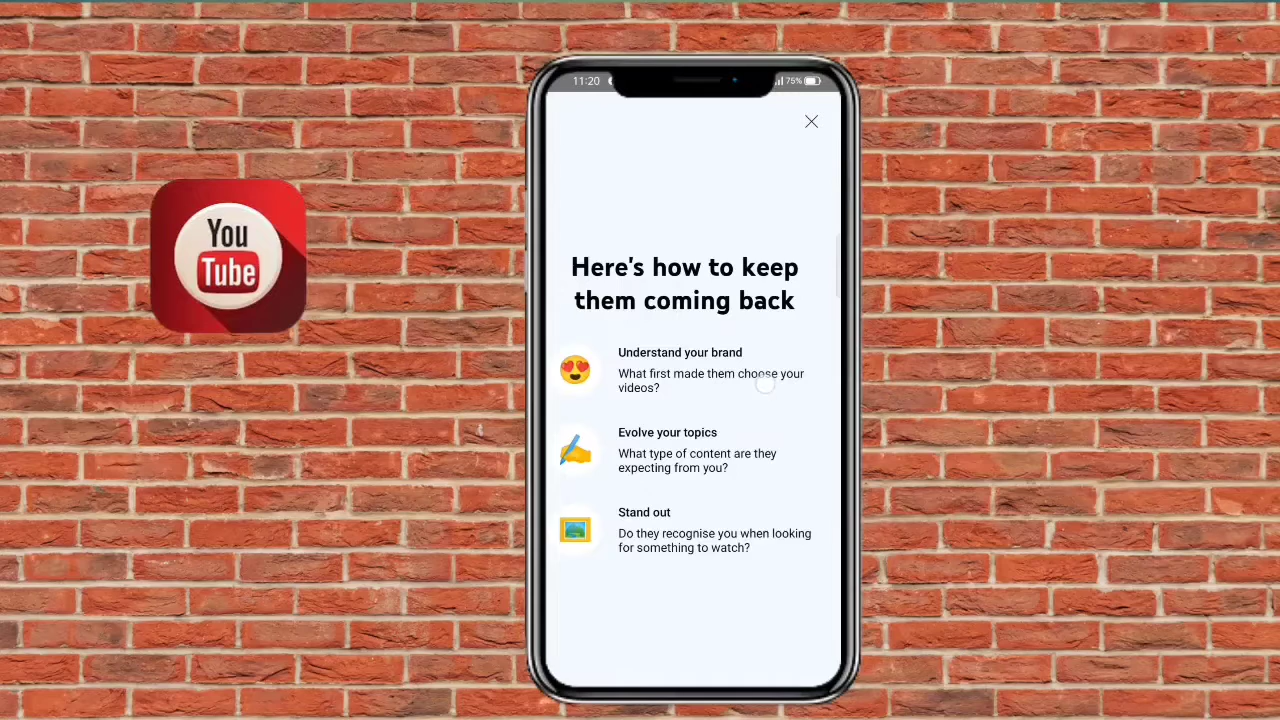 11:20
75%
You
Tube
Here's how to keep
them coming back
Understand your brand
What first made them choose your
videos?
Evolve your topics
What type of content are they
expecting from you?
Stand out
Do they recognise you when looking
for something to watch?